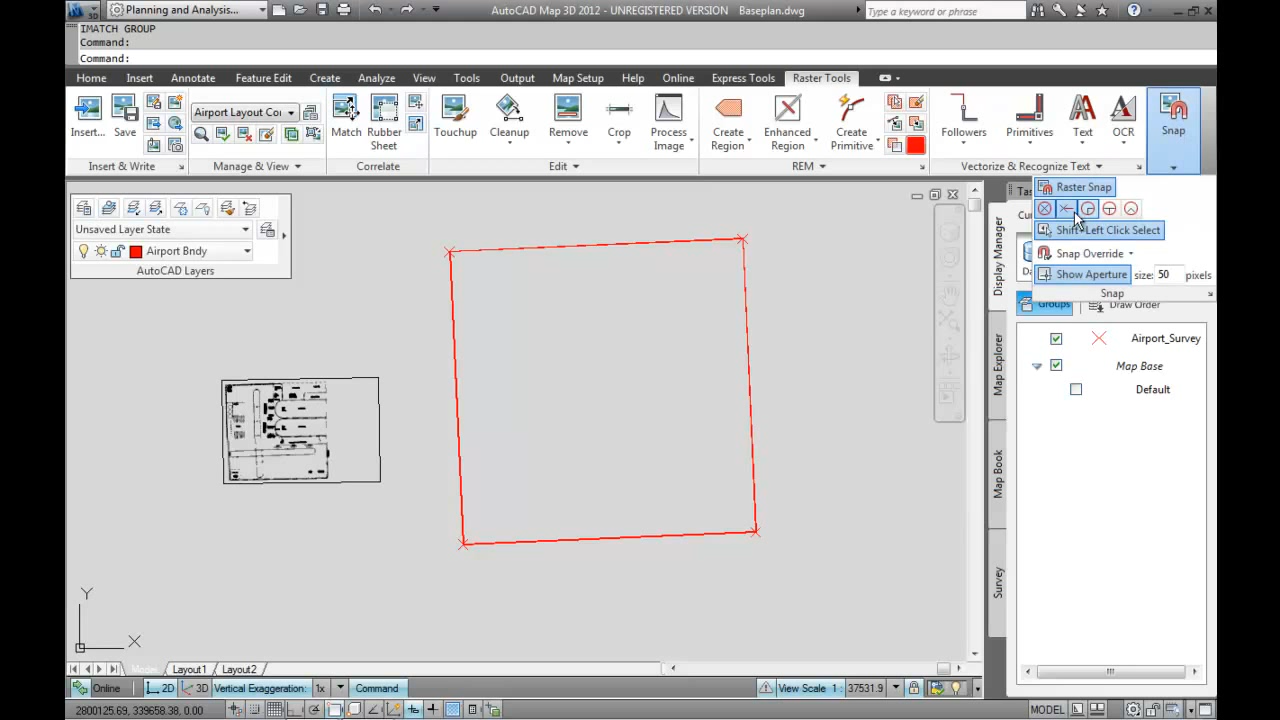 Planning and Analysis...
AutoCAD Map 3D 2012 - UNREGISTERED VERSION Baseplan.dwg
Type a keyword or phrase
IMATCH GROUP
Command:
Command:
Home Insert Annotate Feature Edit Create Analyze View Tools Output Map Setup Help Online Express Tools Raster Tools
Insert... Save
Airport Layout Co
Match Rubber Sheet
Touchup Cleanup Remove Crop Process Image
Create Region Enhanced Region Create Primitive
Followers Primitives Text OCR
Snap
Insert & Write Manage & View Correlate Edit REM Vectorize & Recognize Text
Raster Snap
Shift+Left Click Select
Snap Override
Show Aperture size: 50 pixels
Snap
Unsaved Layer State
Airport Bndy
AutoCAD Layers
Display Manager
Map Explorer
Map Book
Survey
Groups Draw Order
Airport_Survey
Map Base
Default
Y
X
Model Layout1 Layout2
Online 2D 3D Vertical Exaggeration: 1x Command View Scale 1: 37531.9
2800125.69, 339658.38, 0.00
MODEL